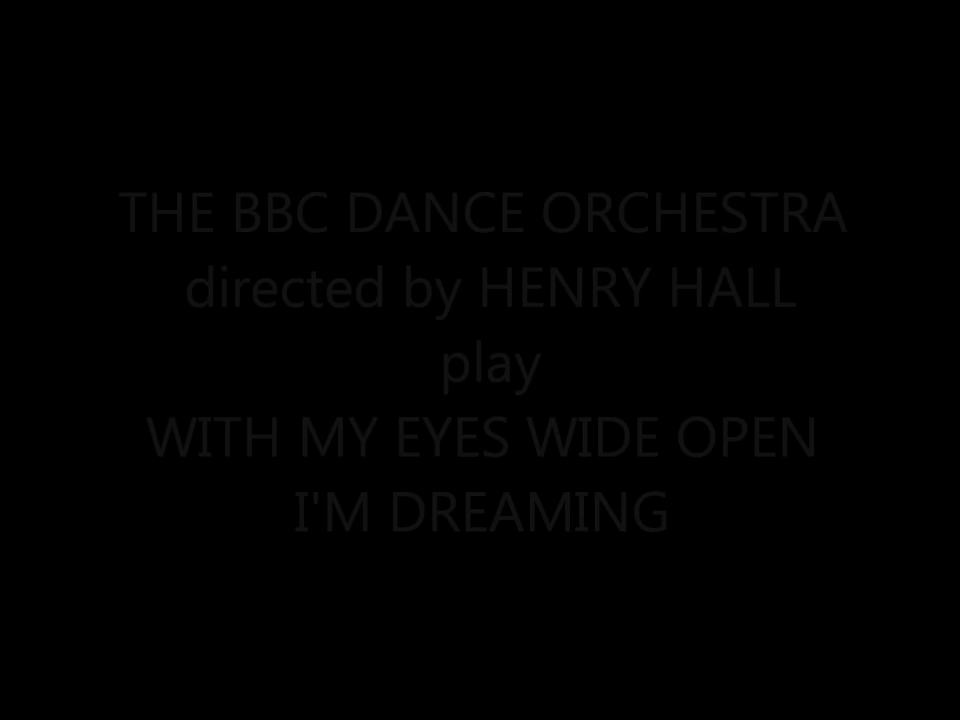 THE BBC DANCE ORCHESTRA
directed by HENRY HALL
play
WITH MY EYES WIDE OPEN
I'M DREAMING